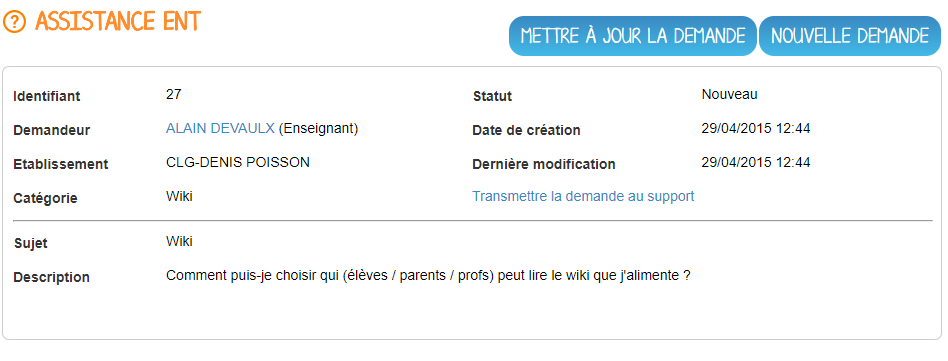 ASSISTANCE ENT
METTRE À JOUR LA DEMANDE NOUVELLE DEMANDE
Identifiant 27 Statut Nouveau
Demandeur ALAIN DEVAULX (Enseignant) Date de création 29/04/2015 12:44
Etablissement CLG-DENIS POISSON Dernière modification 29/04/2015 12:44
Catégorie Wiki Transmettre la demande au support
Sujet Wiki
Description Comment puis-je choisir qui (élèves / parents / profs) peut lire le wiki que j'alimente ?